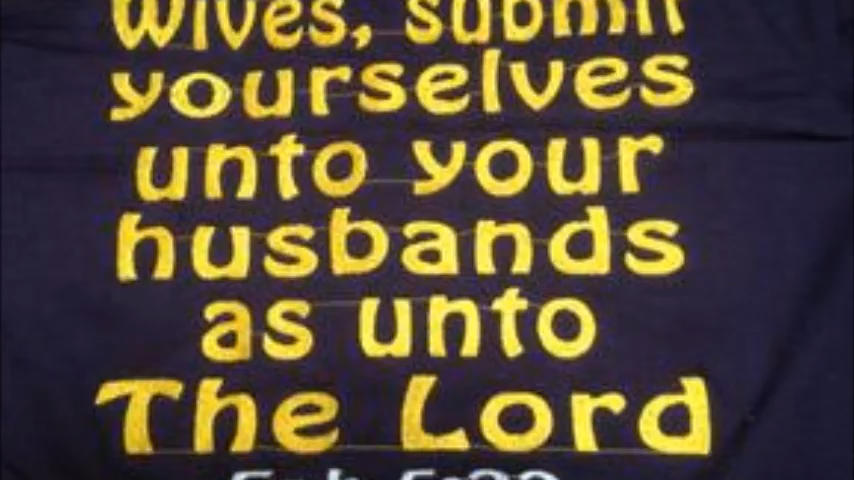 Wives, submit
yourselves
unto your
husbands
as unto
The Lord